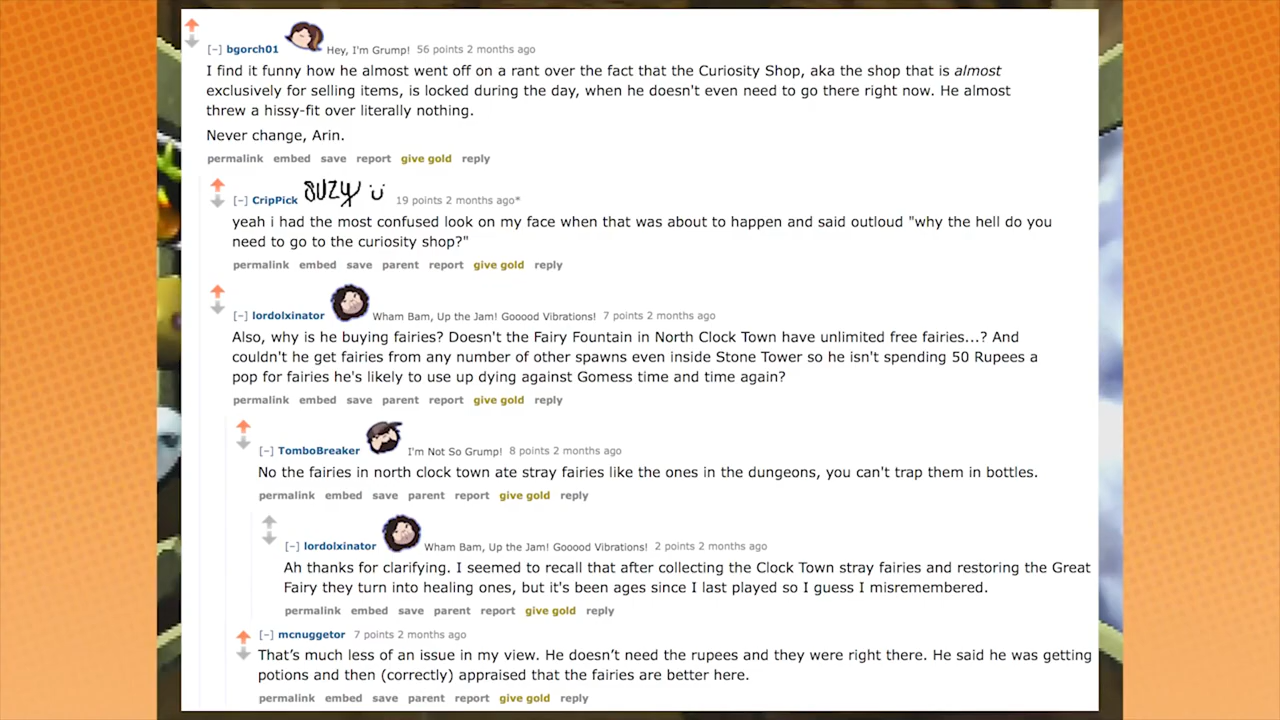 [–] bgorch01 Hey, I'm Grump! 56 points 2 months ago
I find it funny how he almost went off on a rant over the fact that the Curiosity Shop, aka the shop that is almost
exclusively for selling items, is locked during the day, when he doesn't even need to go there right now. He almost
threw a hissy-fit over literally nothing.
Never change, Arin.
permalink embed save report give gold reply
[–] CripPick SUZY 19 points 2 months ago*
yeah i had the most confused look on my face when that was about to happen and said outloud "why the hell do you
need to go to the curiosity shop?"
permalink embed save parent report give gold reply
[–] lordolxinator Wham Bam, Up the Jam! Gooood Vibrations! 7 points 2 months ago
Also, why is he buying fairies? Doesn't the Fairy Fountain in North Clock Town have unlimited free fairies...? And
couldn't he get fairies from any number of other spawns even inside Stone Tower so he isn't spending 50 Rupees a
pop for fairies he's likely to use up dying against Gomess time and time again?
permalink embed save parent report give gold reply
[–] TomboBreaker I'm Not So Grump! 8 points 2 months ago
No the fairies in north clock town ate stray fairies like the ones in the dungeons, you can't trap them in bottles.
permalink embed save parent report give gold reply
[–] lordolxinator Wham Bam, Up the Jam! Gooood Vibrations! 2 points 2 months ago
Ah thanks for clarifying. I seemed to recall that after collecting the Clock Town stray fairies and restoring the Great
Fairy they turn into healing ones, but it's been ages since I last played so I guess I misremembered.
permalink embed save parent report give gold reply
[–] mcnuggetor 7 points 2 months ago
That's much less of an issue in my view. He doesn't need the rupees and they were right there. He said he was getting
potions and then (correctly) appraised that the fairies are better here.
permalink embed save parent report give gold reply